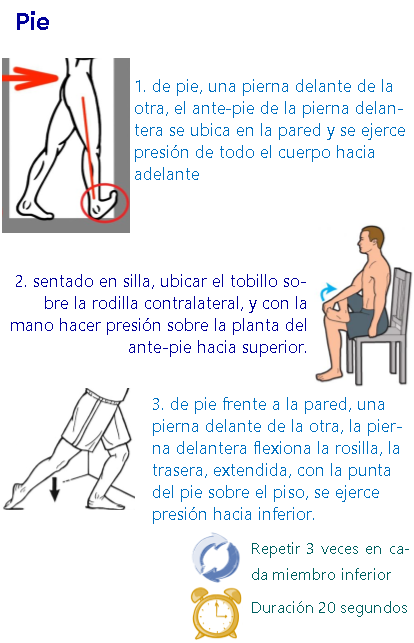 Pie
1. de pie, una pierna delante de la
otra, el ante-pie de la pierna delan-
tera se ubica en la pared y se ejerce
presión de todo el cuerpo hacia
adelante
2. sentado en silla, ubicar el tobillo so-
bre la rodilla contralateral, y con la
mano hacer presión sobre la planta del
ante-pie hacia superior.
3. de pie frente a la pared, una
pierna delante de la otra, la pier-
na delantera flexiona la rosilla, la
trasera, extendida, con la punta
del pie sobre el piso, se ejerce
presión hacia inferior.
Repetir 3 veces en ca-
da miembro inferior
Duración 20 segundos